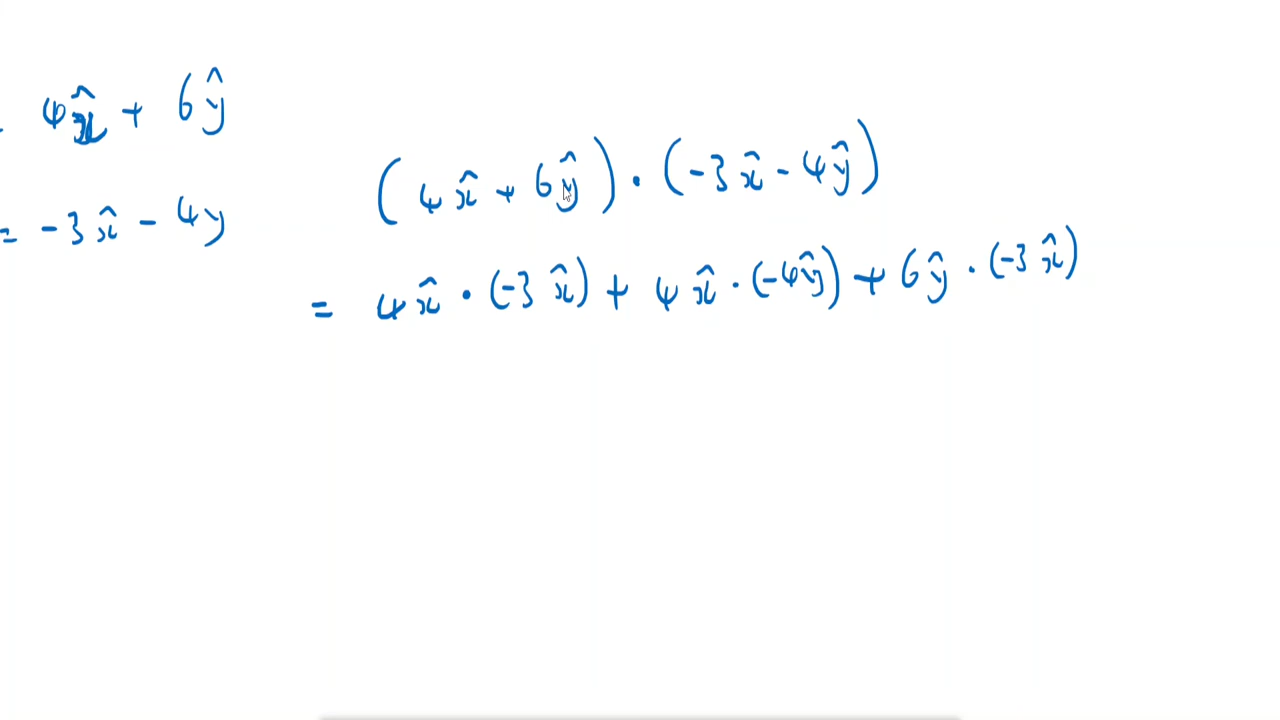 = 4x̂ + 6ŷ
= -3x̂ - 4y
(4x̂ + 6ŷ) · (-3x̂ - 4ŷ)
= 4x̂ · (-3x̂) + 4x̂ · (-4ŷ) + 6ŷ · (-3x̂)